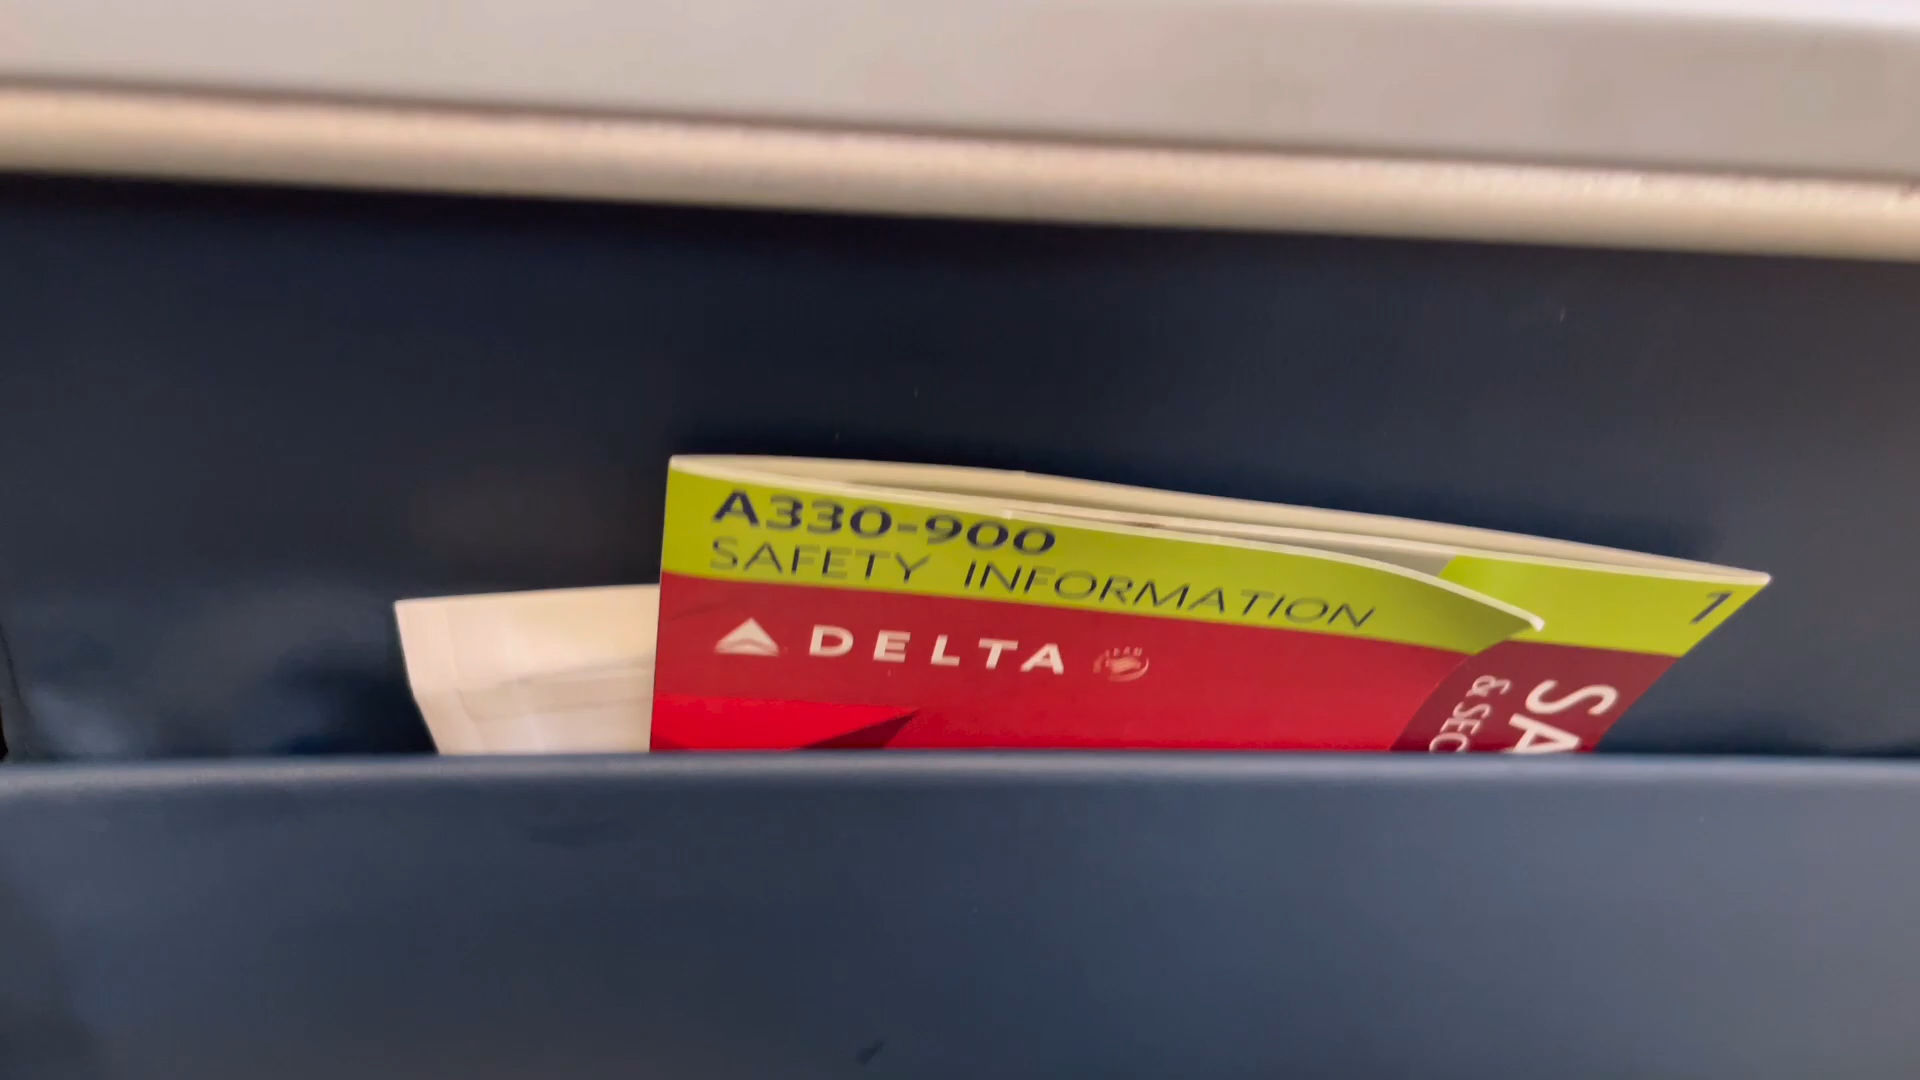 A330-900
SAFETY INFORMATION
DELTA
1
SA
& SEC